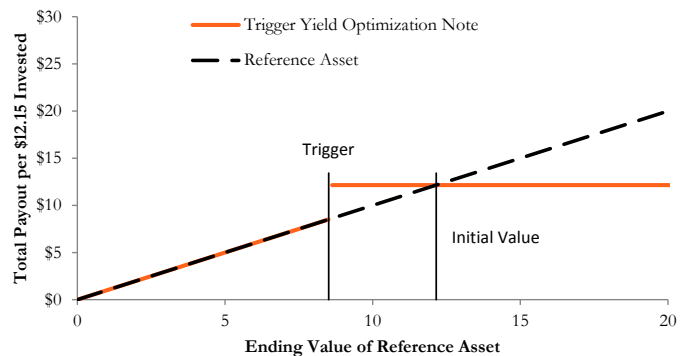 Trigger Yield Optimization Note
Reference Asset
Total Payout per $12.15 Invested
$30
$25
$20
$15
$10
$5
$0
Trigger
Initial Value
0
5
10
15
20
Ending Value of Reference Asset